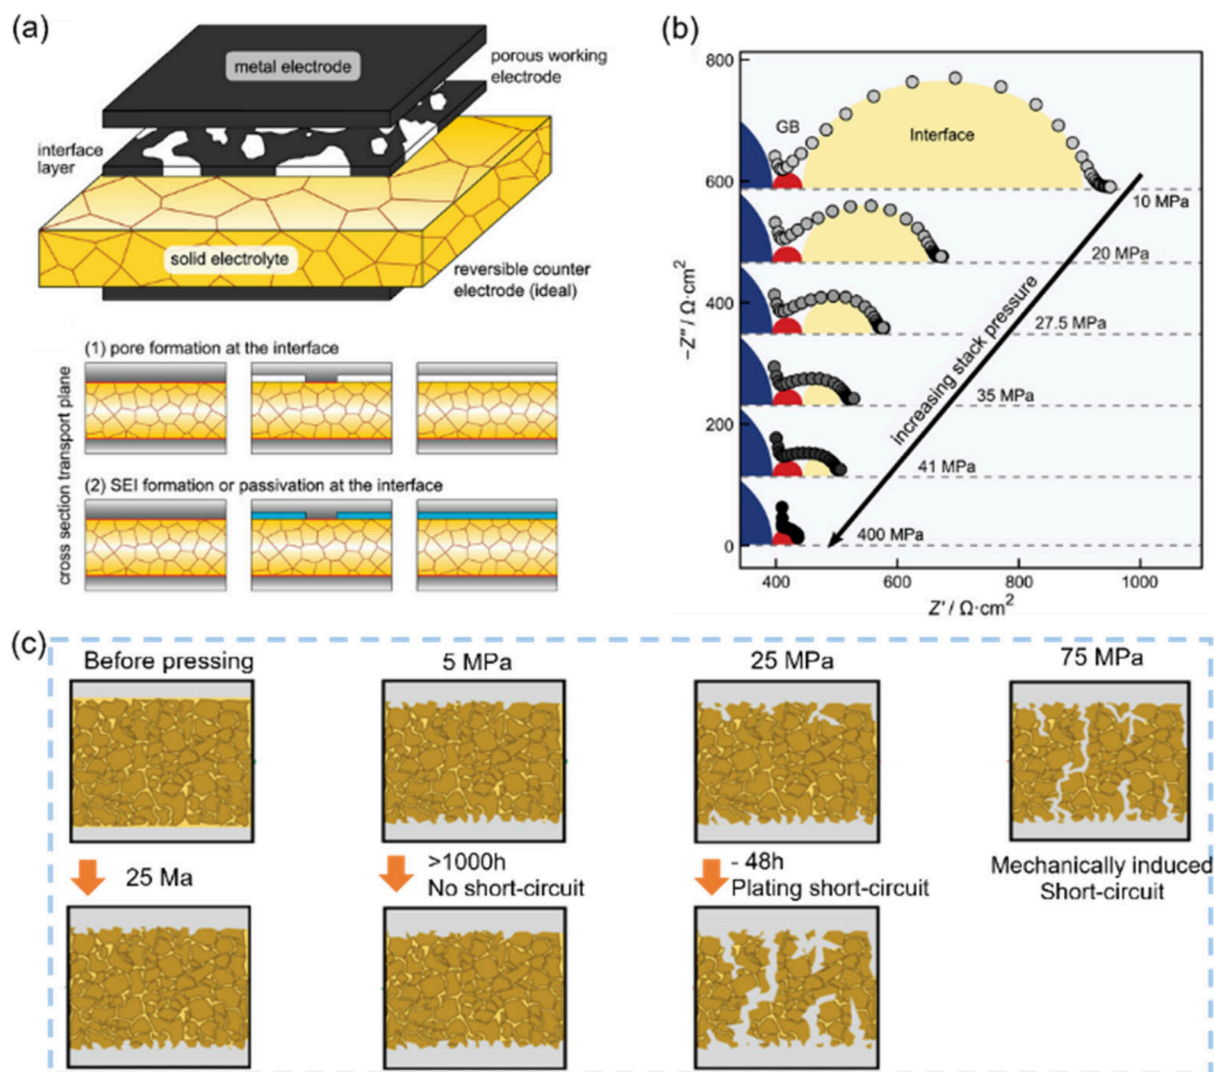 (a)
metal electrode
porous working
electrode
interface
layer
solid electrolyte
reversible counter
electrode (ideal)
cross section transport plane
(1) pore formation at the interface
(2) SEI formation or passivation at the interface
(b)
800
600
400
200
0
-Z'' / Ω·cm²
GB
Interface
10 MPa
20 MPa
27.5 MPa
35 MPa
41 MPa
400 MPa
increasing stack pressure
400
600
800
1000
Z' / Ω·cm²
(c)
Before pressing
5 MPa
25 MPa
75 MPa
25 Ma
>1000h
No short-circuit
- 48h
Plating short-circuit
Mechanically induced
Short-circuit